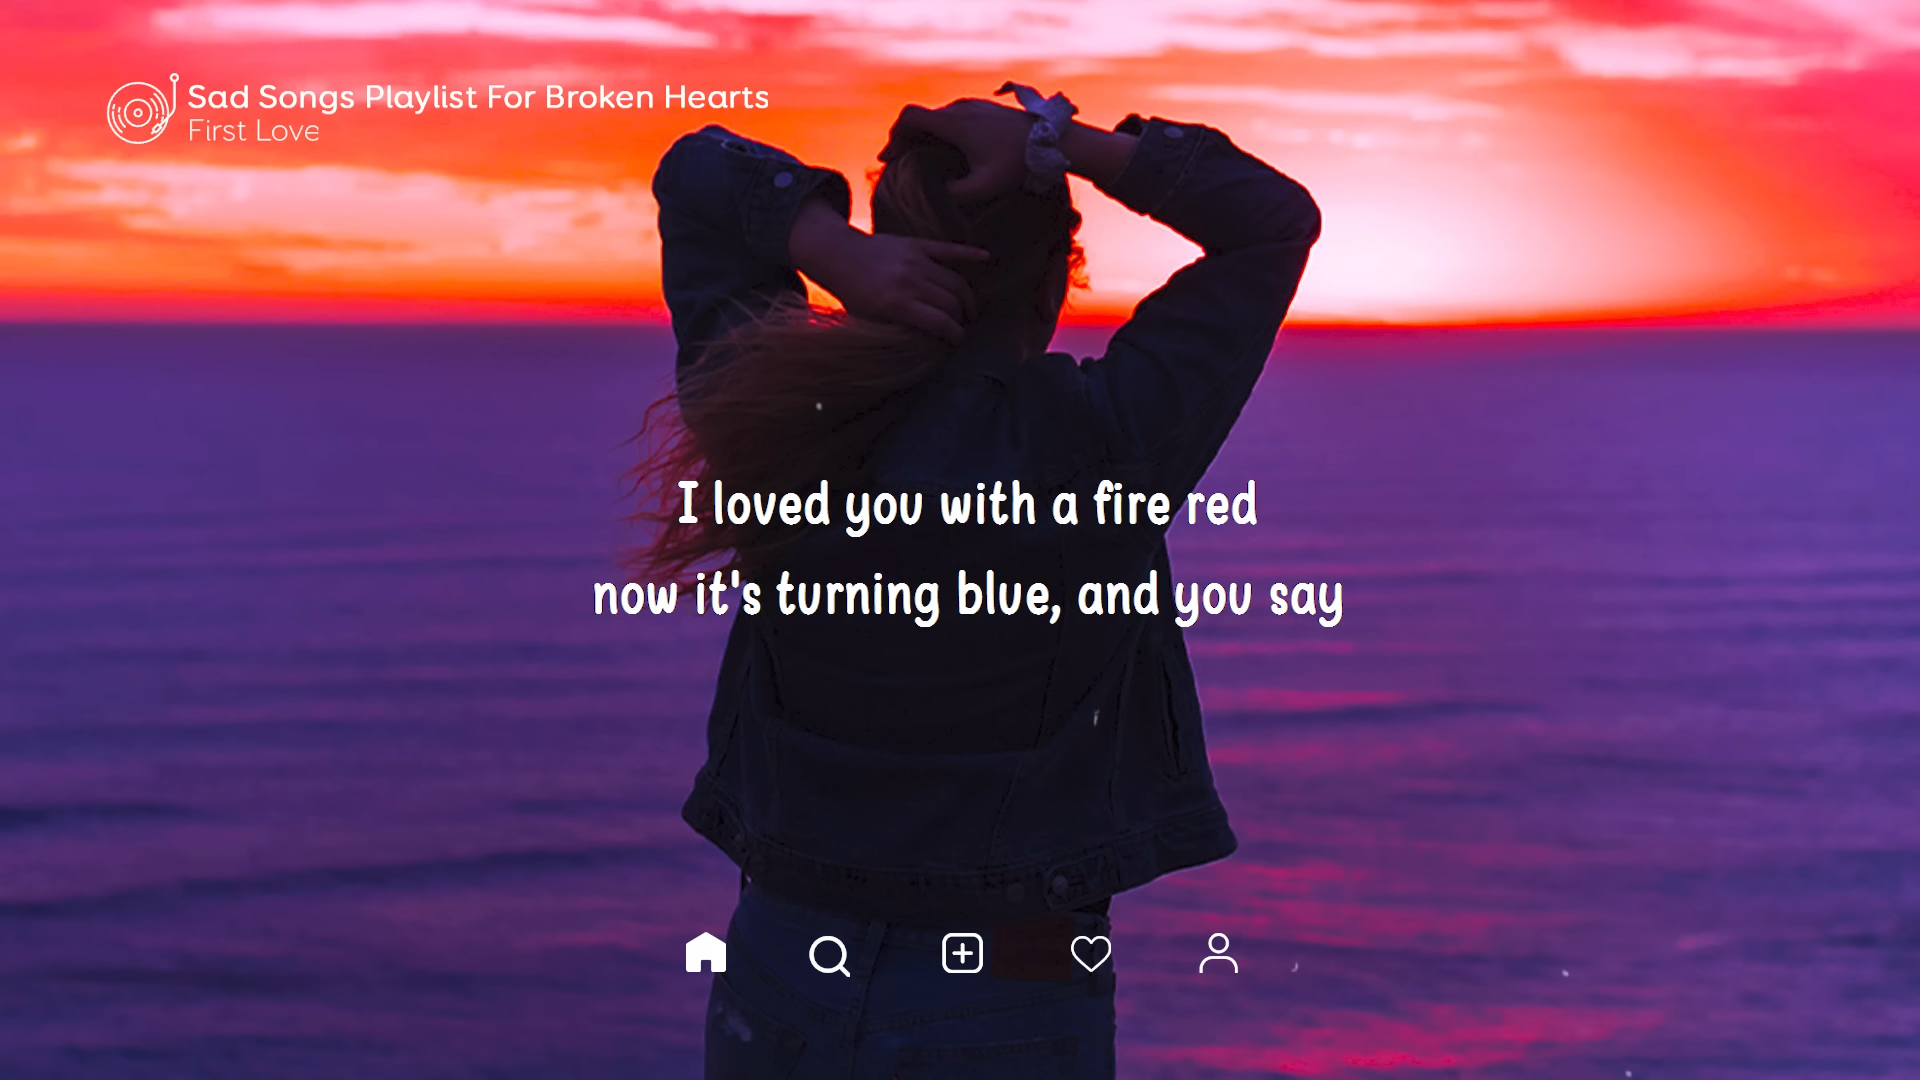 Sad Songs Playlist For Broken Hearts
First Love
I loved you with a fire red
now it's turning blue, and you say